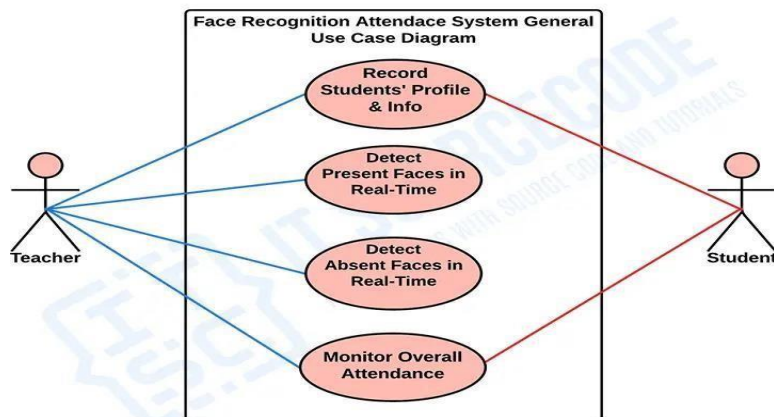 Face Recognition Attendace System General
Use Case Diagram
Record
Students' Profile
& Info
Detect
Present Faces in
Real-Time
Detect
Absent Faces in
Real-Time
Monitor Overall
Attendance
Teacher
Student